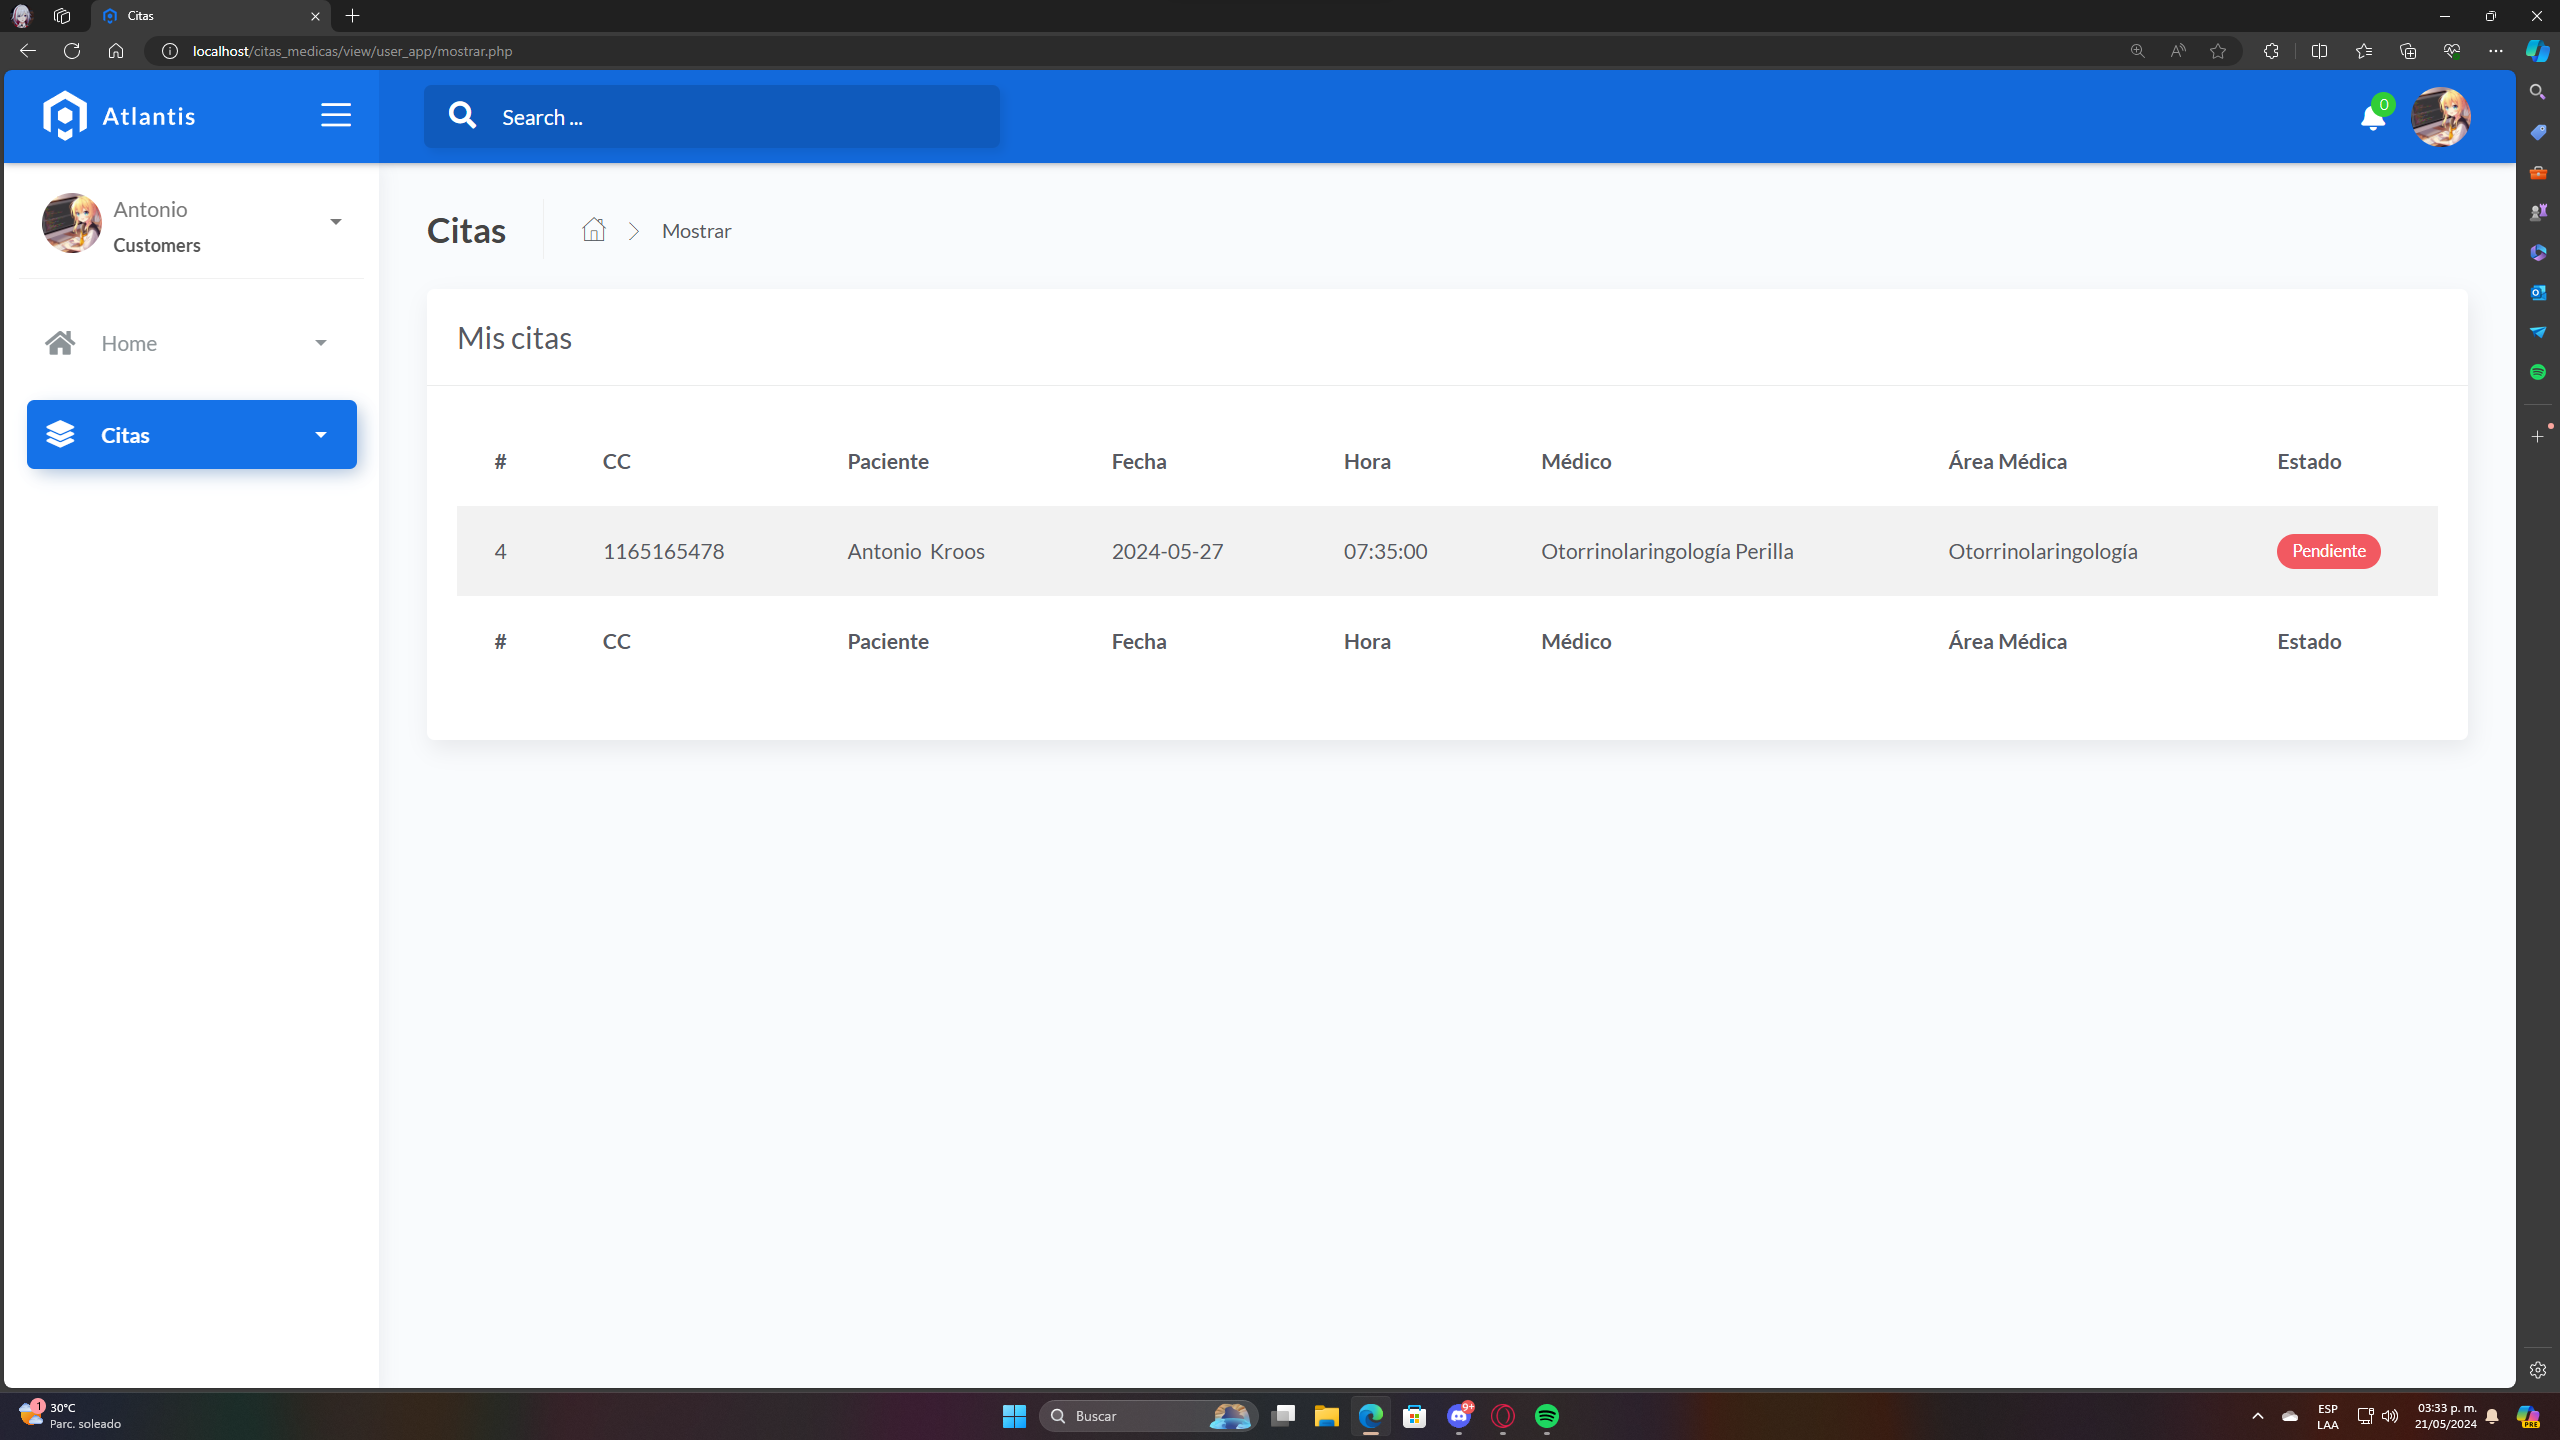 Citas
localhost/citas_medicas/view/user_app/mostrar.php
Atlantis
Search ...
0
Antonio
Customers
Home
Citas
Citas
Mostrar
Mis citas
# CC Paciente Fecha Hora Médico Área Médica Estado
4 1165165478 Antonio Kroos 2024-05-27 07:35:00 Otorrinolaringología Perilla Otorrinolaringología Pendiente
# CC Paciente Fecha Hora Médico Área Médica Estado
1
30°C
Parc. soleado
Buscar
9+
ESP
LAA
03:33 p. m.
21/05/2024
PRE